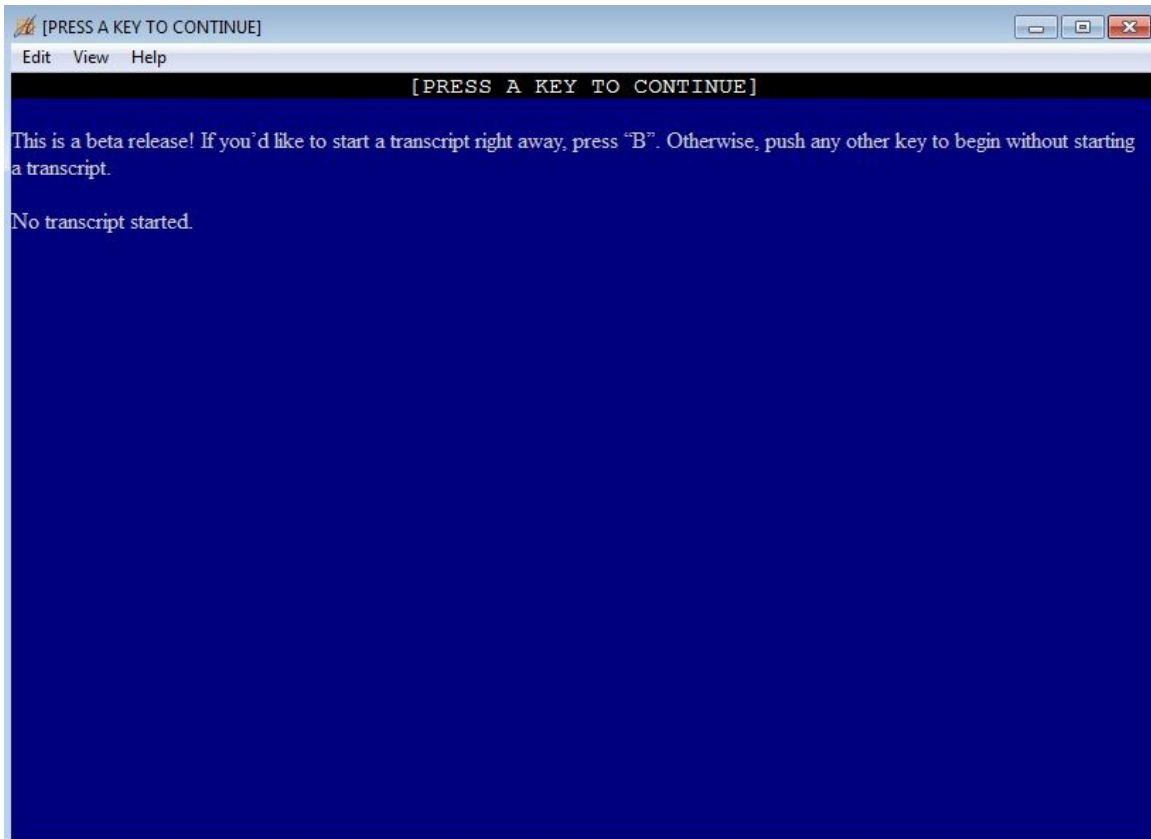 [PRESS A KEY TO CONTINUE]
Edit View Help
[PRESS A KEY TO CONTINUE]
This is a beta release! If you’d like to start a transcript right away, press “B”. Otherwise, push any other key to begin without starting
a transcript.
No transcript started.